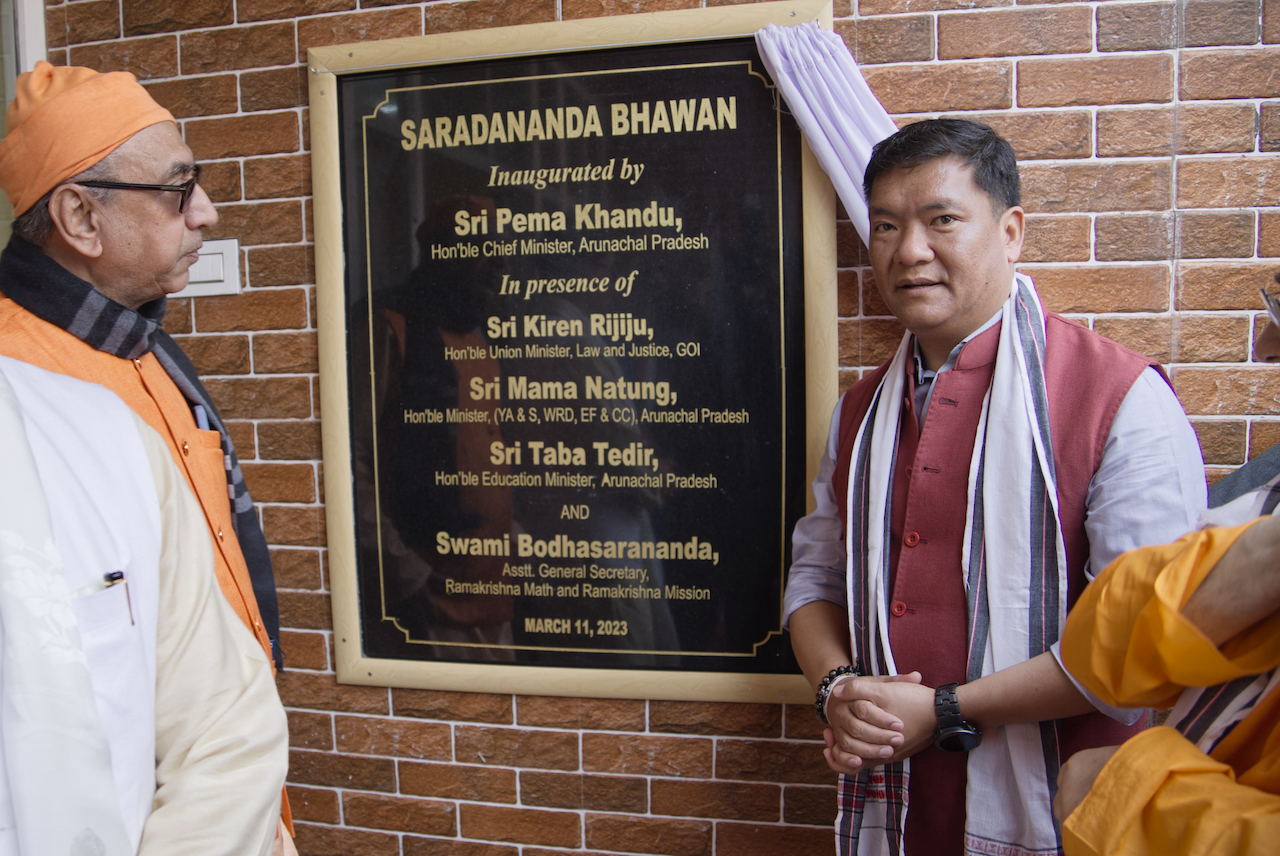 SARADANANDA BHAWAN
Inaugurated by
Sri Pema Khandu,
Hon'ble Chief Minister, Arunachal Pradesh
In presence of
Sri Kiren Rijiju,
Hon'ble Union Minister, Law and Justice, GOI
Sri Mama Natung,
Hon'ble Minister, (YA & S, WRD, EF & CC), Arunachal Pradesh
Sri Taba Tedir,
Hon'ble Education Minister, Arunachal Pradesh
AND
Swami Bodhasarananda,
Asstt. General Secretary,
Ramakrishna Math and Ramakrishna Mission
MARCH 11, 2023